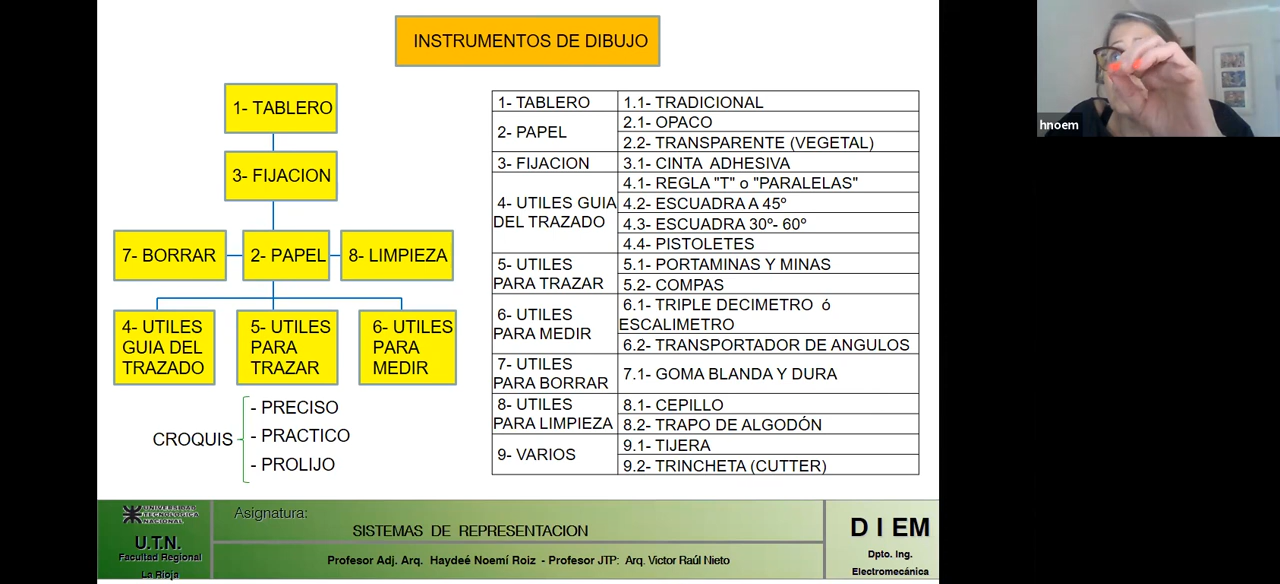 INSTRUMENTOS DE DIBUJO
1- TABLERO
3- FIJACION
7- BORRAR
2- PAPEL
8- LIMPIEZA
4- UTILES
GUIA DEL
TRAZADO
5- UTILES
PARA
TRAZAR
6- UTILES
PARA
MEDIR
CROQUIS
- PRECISO
- PRACTICO
- PROLIJO
1- TABLERO
1.1- TRADICIONAL
2- PAPEL
2.1- OPACO
2.2- TRANSPARENTE (VEGETAL)
3- FIJACION
3.1- CINTA ADHESIVA
4- UTILES GUIA
DEL TRAZADO
4.1- REGLA "T" o "PARALELAS"
4.2- ESCUADRA A 45º
4.3- ESCUADRA 30º- 60º
4.4- PISTOLETES
5- UTILES
PARA TRAZAR
5.1- PORTAMINAS Y MINAS
5.2- COMPAS
6- UTILES
PARA MEDIR
6.1- TRIPLE DECIMETRO ó
ESCALIMETRO
6.2- TRANSPORTADOR DE ANGULOS
7- UTILES
PARA BORRAR
7.1- GOMA BLANDA Y DURA
8- UTILES
PARA LIMPIEZA
8.1- CEPILLO
8.2- TRAPO DE ALGODÓN
9- VARIOS
9.1- TIJERA
9.2- TRINCHETA (CUTTER)
UNIVERSIDAD
TECNOLOGICA
NACIONAL
U.T.N.
Facultad Regional
La Rioja
Asignatura:
SISTEMAS DE REPRESENTACION
Profesor Adj. Arq. Haydeé Noemí Roiz - Profesor JTP: Arq. Victor Raúl Nieto
D I EM
Dpto. Ing.
Electromecánica
hnoem